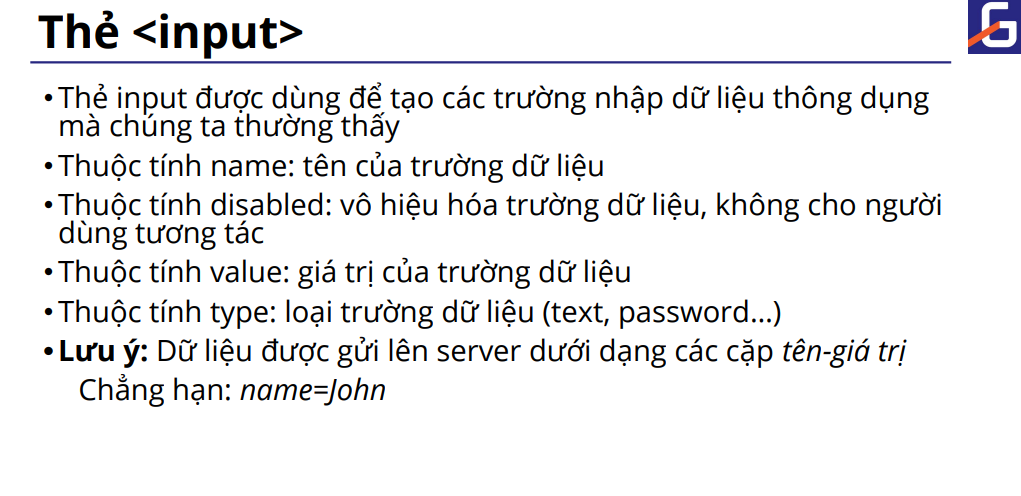 Thẻ <input>
G
• Thẻ input được dùng để tạo các trường nhập dữ liệu thông dụng
mà chúng ta thường thấy
• Thuộc tính name: tên của trường dữ liệu
• Thuộc tính disabled: vô hiệu hóa trường dữ liệu, không cho người
dùng tương tác
• Thuộc tính value: giá trị của trường dữ liệu
• Thuộc tính type: loại trường dữ liệu (text, password…)
• Lưu ý: Dữ liệu được gửi lên server dưới dạng các cặp tên-giá trị
Chẳng hạn: name=John